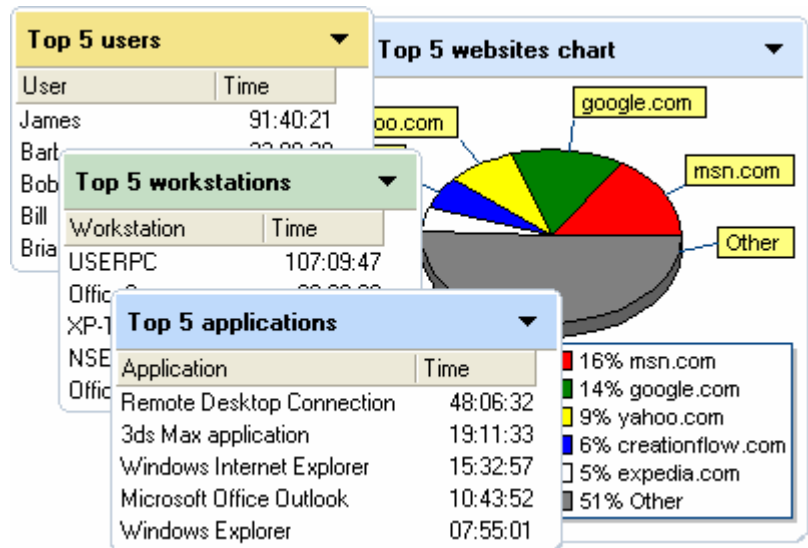 Top 5 users
User Time
James 91:40:21
Bob
Bill
Top 5 websites chart
google.com
msn.com
Other
16% msn.com
14% google.com
9% yahoo.com
6% creationflow.com
5% expedia.com
51% Other
Top 5 workstations
Workstation Time
USERPC 107:09:47
Top 5 applications
Application Time
Remote Desktop Connection 48:06:32
3ds Max application 19:11:33
Windows Internet Explorer 15:32:57
Microsoft Office Outlook 10:43:52
Windows Explorer 07:55:01